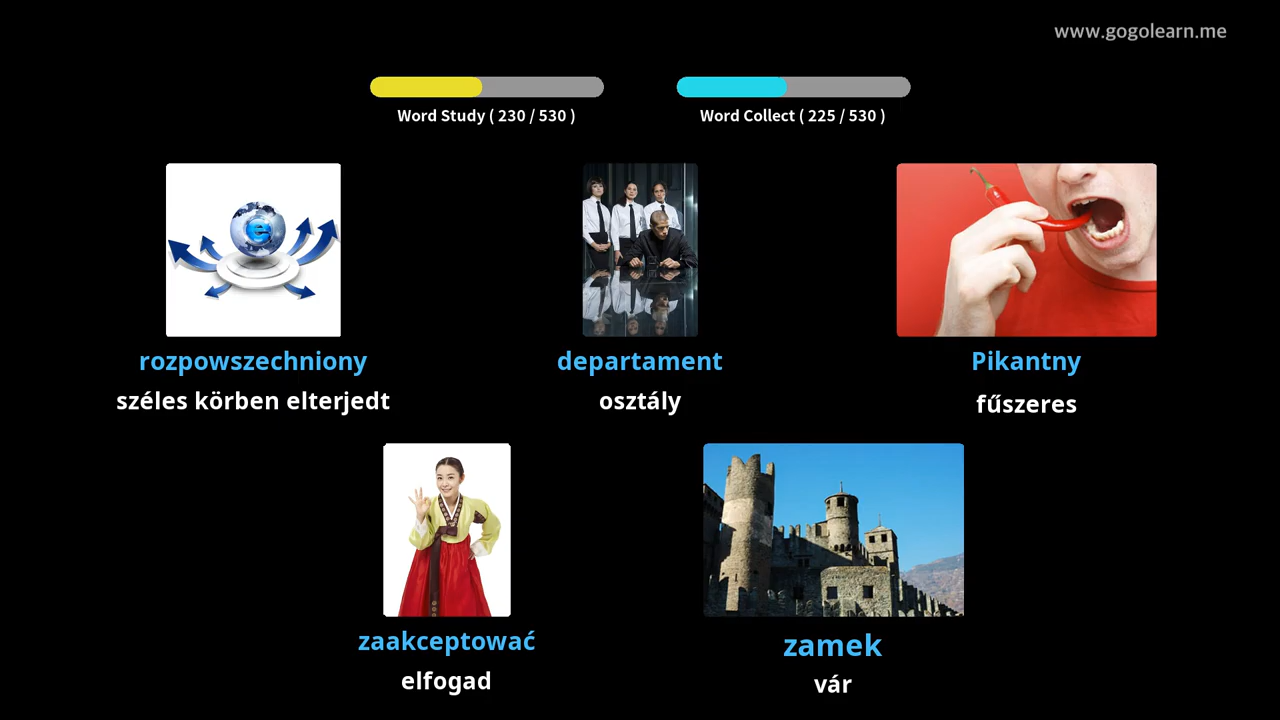 www.gogolearn.me
Word Study ( 230 / 530 )
Word Collect ( 225 / 530 )
rozpowszechniony
széles körben elterjedt
departament
osztály
Pikantny
fűszeres
zaakceptować
elfogad
zamek
vár